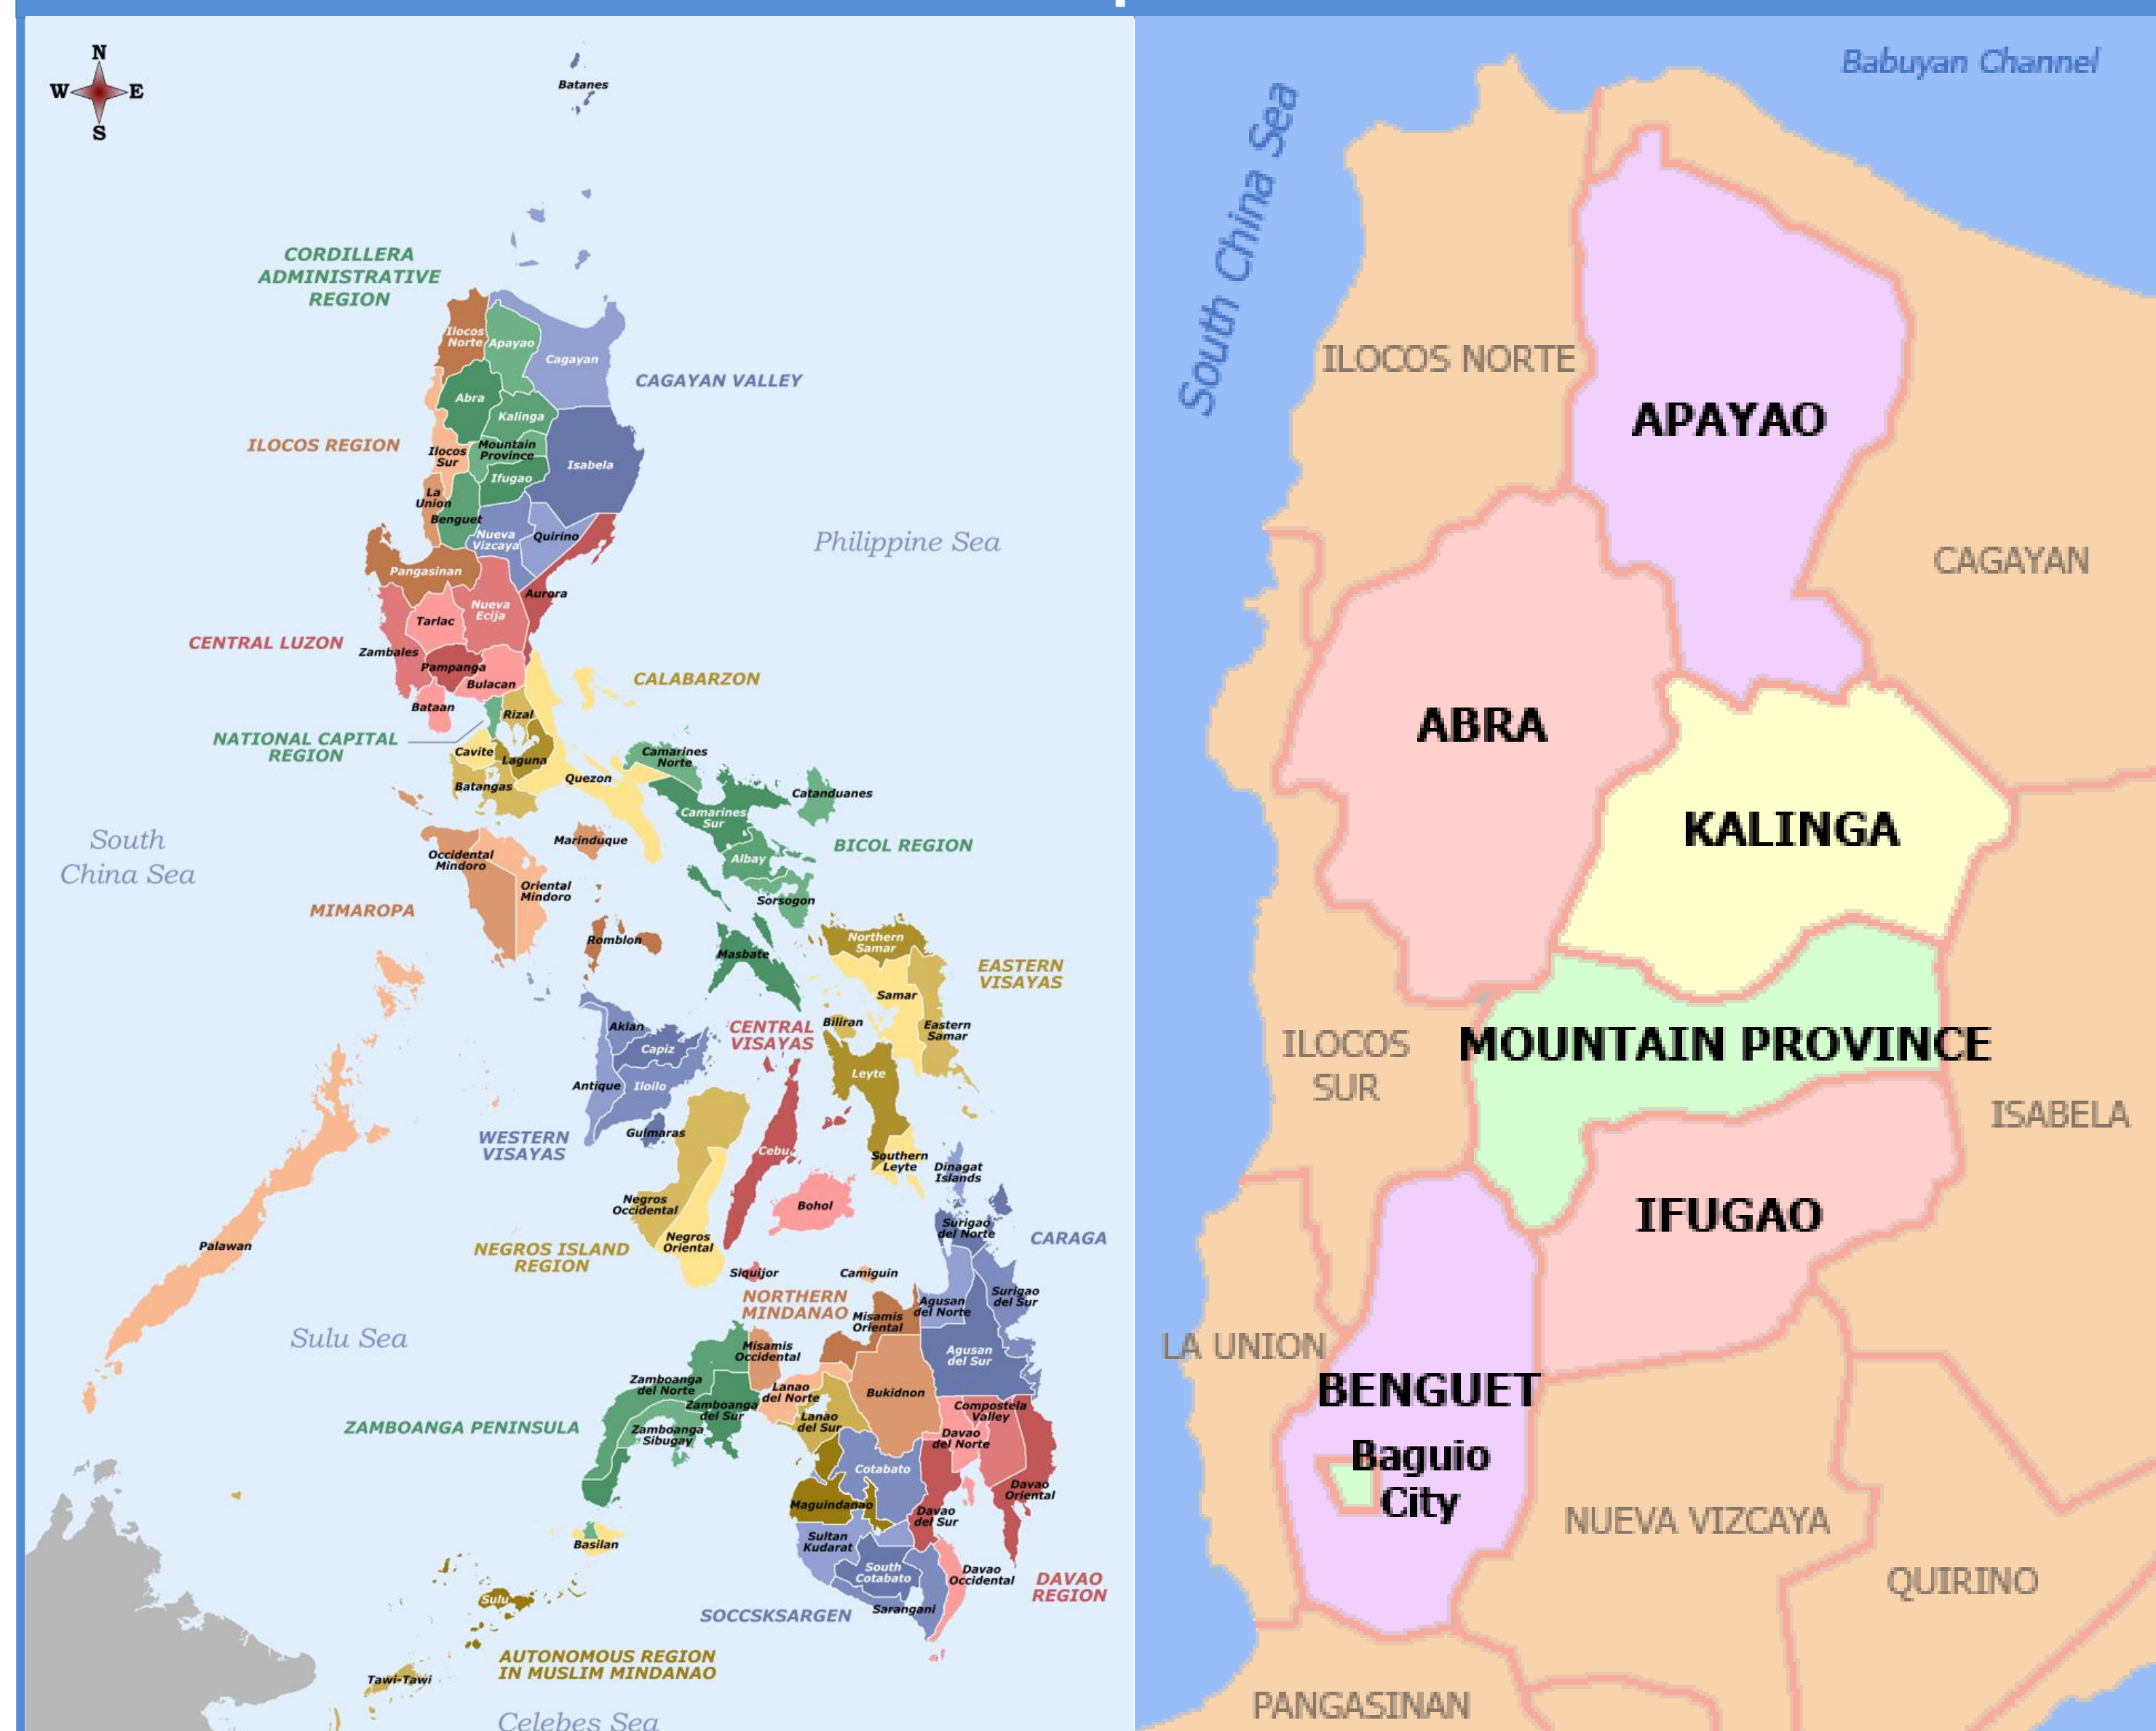 N
W
E
S
Batanes
CORDILLERA
ADMINISTRATIVE
REGION
Ilocos
Norte
Apayao
Cagayan
CAGAYAN VALLEY
Abra
Kalinga
ILOCOS REGION
Ilocos
Sur
Mountain
Province
Isabela
Ifugao
La
Union
Benguet
Nueva
Vizcaya
Quirino
Philippine Sea
Pangasinan
Aurora
Nueva
Ecija
Tarlac
CENTRAL LUZON
Zambales
Pampanga
Bulacan
CALABARZON
Bataan
Rizal
NATIONAL CAPITAL
REGION
Cavite
Laguna
Camarines
Norte
Quezon
Batangas
Catanduanes
Camarines
Sur
South
China Sea
Marinduque
BICOL REGION
Occidental
Mindoro
Albay
Oriental
Mindoro
Sorsogon
MIMAROPA
Romblon
Masbate
Northern
Samar
EASTERN
VISAYAS
Samar
Aklan
CENTRAL
VISAYAS
Biliran
Eastern
Samar
Capiz
Antique
Iloilo
Leyte
WESTERN
VISAYAS
Guimaras
Cebu
Southern
Leyte
Dinagat
Islands
Negros
Occidental
Bohol
Surigao
del Norte
CARAGA
Palawan
NEGROS ISLAND
REGION
Negros
Oriental
Siquijor
Camiguin
NORTHERN
MINDANAO
Misamis
Oriental
Agusan
del Norte
Surigao
del Sur
Sulu Sea
Misamis
Occidental
Agusan
del Sur
Zamboanga
del Norte
Lanao
del Norte
Bukidnon
ZAMBOANGA PENINSULA
Zamboanga
del Sur
Compostela
Valley
Zamboanga
Sibugay
Lanao
del Sur
Davao
del Norte
Cotabato
Davao
Oriental
Maguindanao
Davao
del Sur
Basilan
Sultan
Kudarat
South
Cotabato
Davao
Occidental
DAVAO
REGION
Sulu
SOCCSKSARGEN
Sarangani
AUTONOMOUS REGION
IN MUSLIM MINDANAO
Tawi-Tawi
Celebes Sea
Babuyan Channel
South China Sea
ILOCOS NORTE
APAYAO
CAGAYAN
ABRA
KALINGA
ILOCOS
SUR
MOUNTAIN PROVINCE
ISABELA
IFUGAO
LA UNION
BENGUET
Baguio
City
NUEVA VIZCAYA
QUIRINO
PANGASINAN